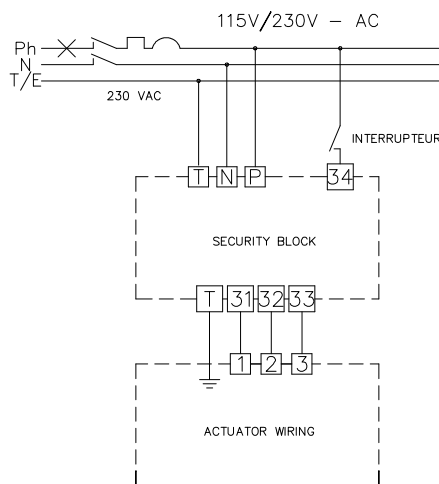 115V/230V - AC
Ph
N
T/E
230 VAC
INTERRUPTEUR
T N P 34
SECURITY BLOCK
T 31 32 33
1 2 3
ACTUATOR WIRING